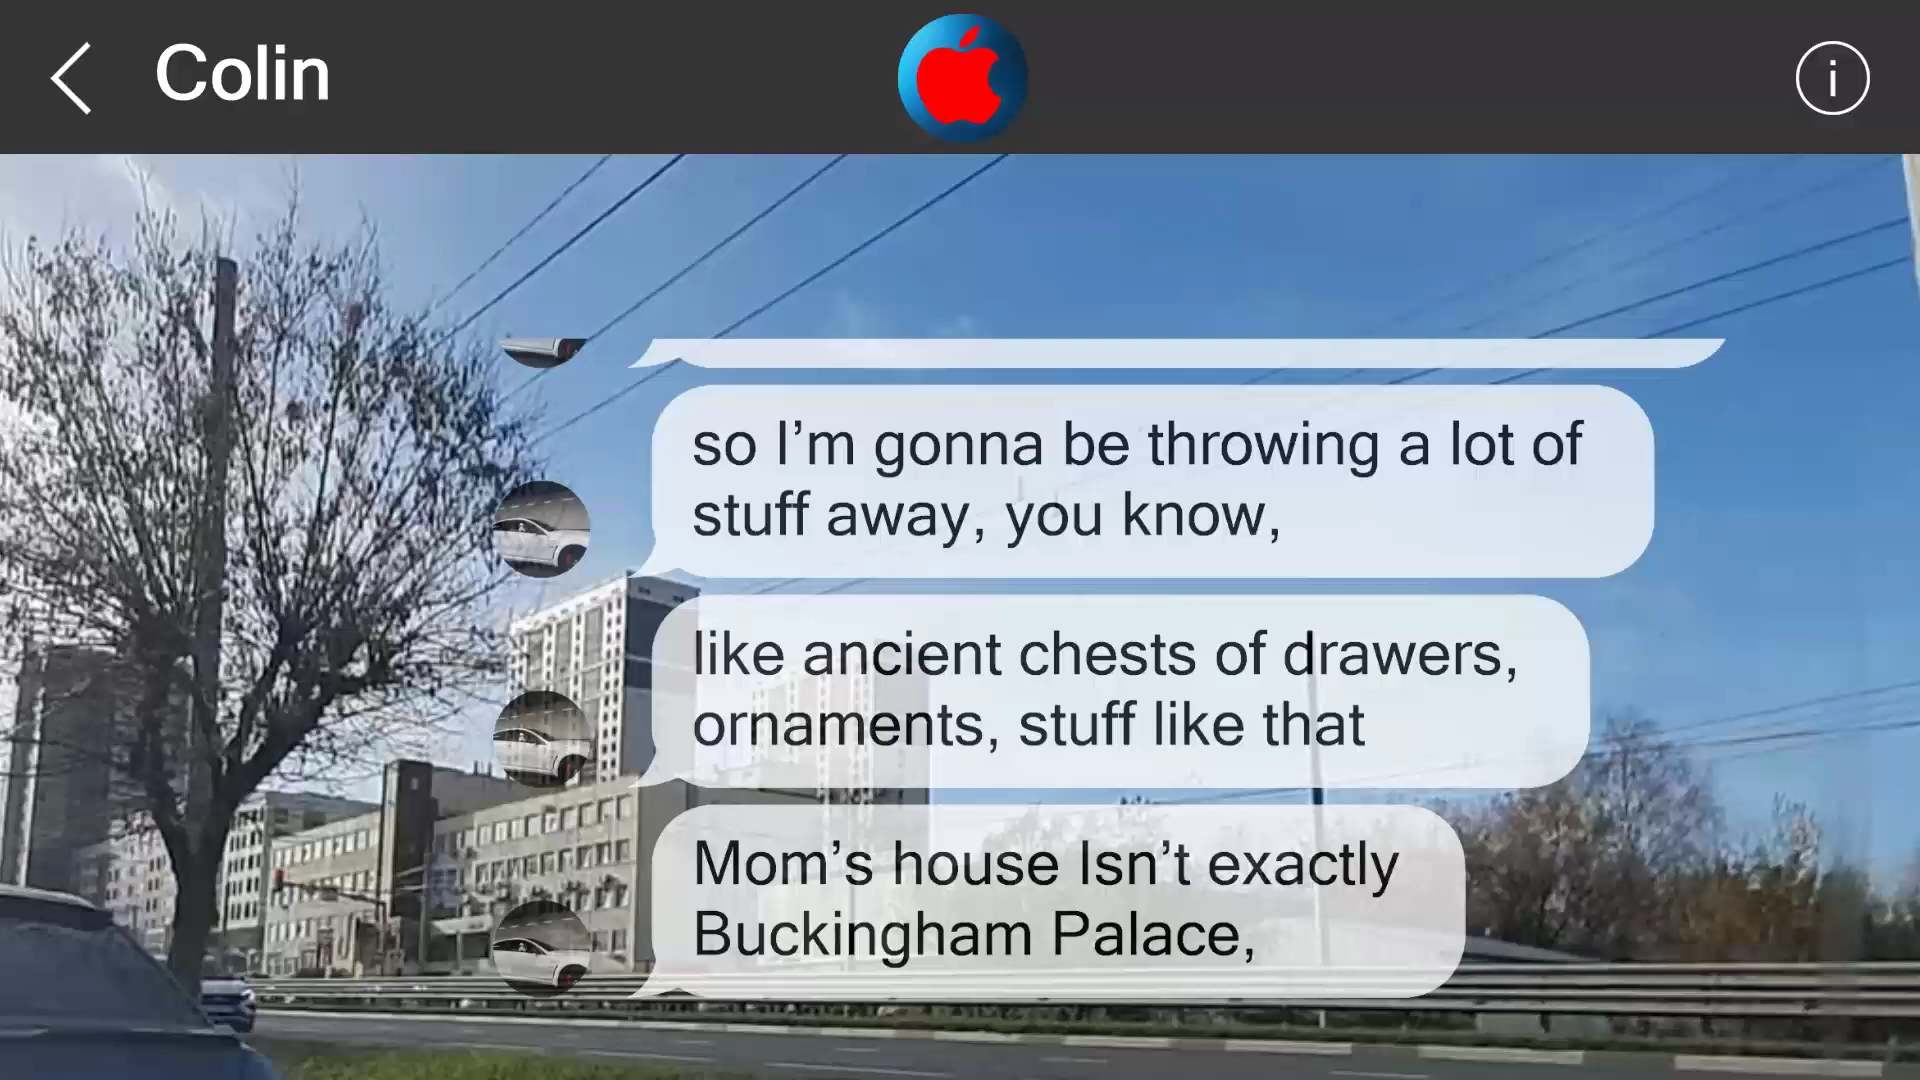 Colin
i
so I’m gonna be throwing a lot of
stuff away, you know,
like ancient chests of drawers,
ornaments, stuff like that
Mom’s house Isn’t exactly
Buckingham Palace,